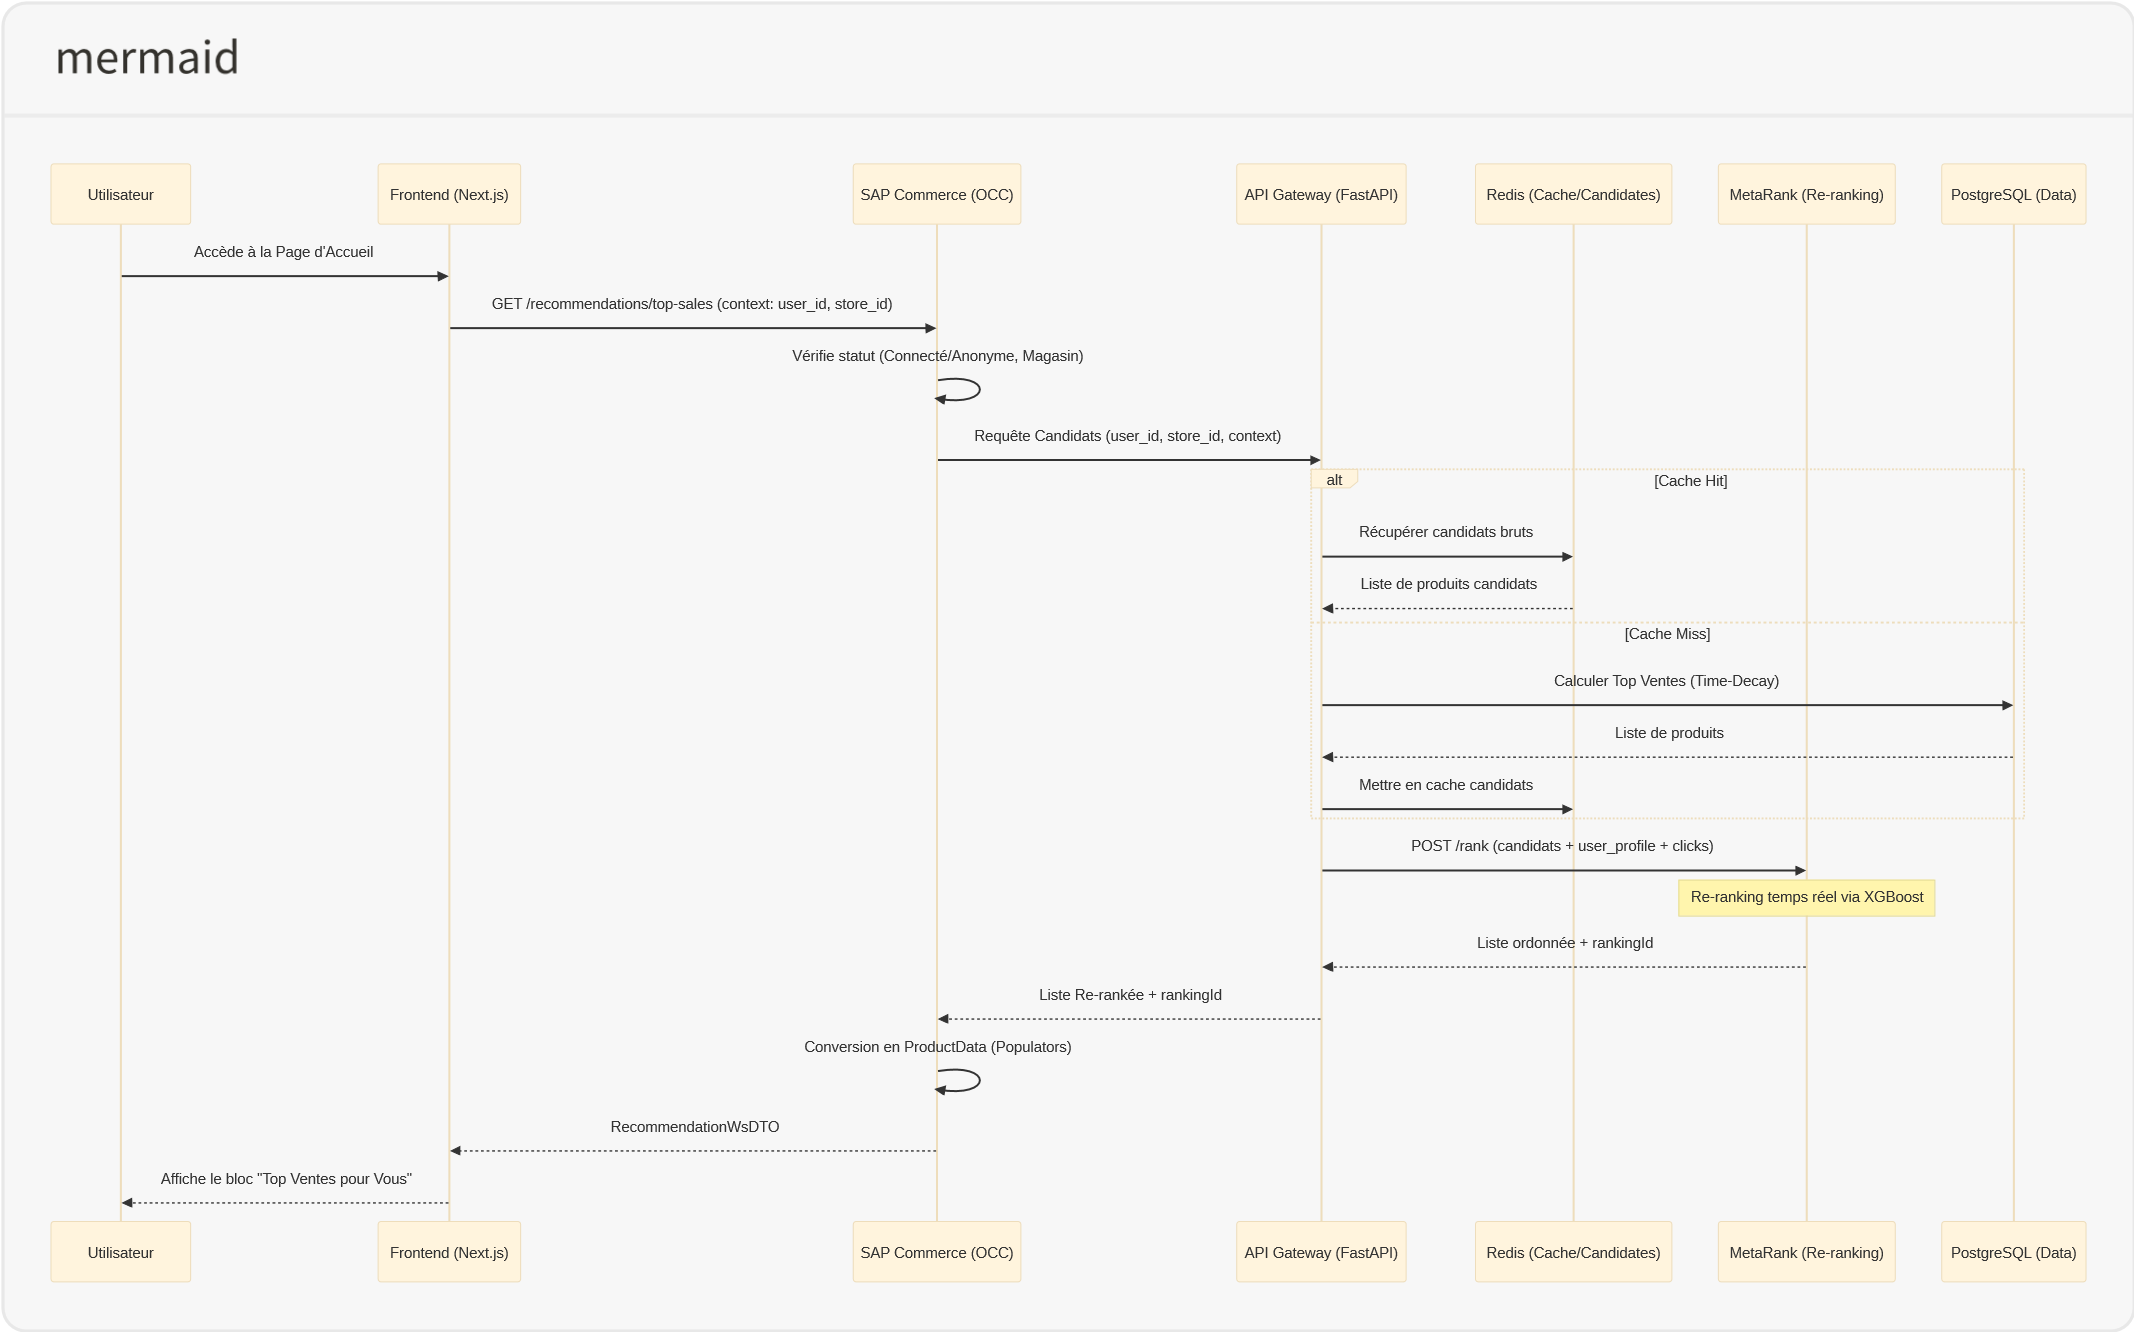 mermaid
Utilisateur
Frontend (Next.js)
SAP Commerce (OCC)
API Gateway (FastAPI)
Redis (Cache/Candidates)
MetaRank (Re-ranking)
PostgreSQL (Data)
Accède à la Page d'Accueil
GET /recommendations/top-sales (context: user_id, store_id)
Vérifie statut (Connecté/Anonyme, Magasin)
Requête Candidats (user_id, store_id, context)
alt
[Cache Hit]
Récupérer candidats bruts
Liste de produits candidats
[Cache Miss]
Calculer Top Ventes (Time-Decay)
Liste de produits
Mettre en cache candidats
POST /rank (candidats + user_profile + clicks)
Re-ranking temps réel via XGBoost
Liste ordonnée + rankingId
Liste Re-rankée + rankingId
Conversion en ProductData (Populators)
RecommendationWsDTO
Affiche le bloc "Top Ventes pour Vous"
Utilisateur
Frontend (Next.js)
SAP Commerce (OCC)
API Gateway (FastAPI)
Redis (Cache/Candidates)
MetaRank (Re-ranking)
PostgreSQL (Data)